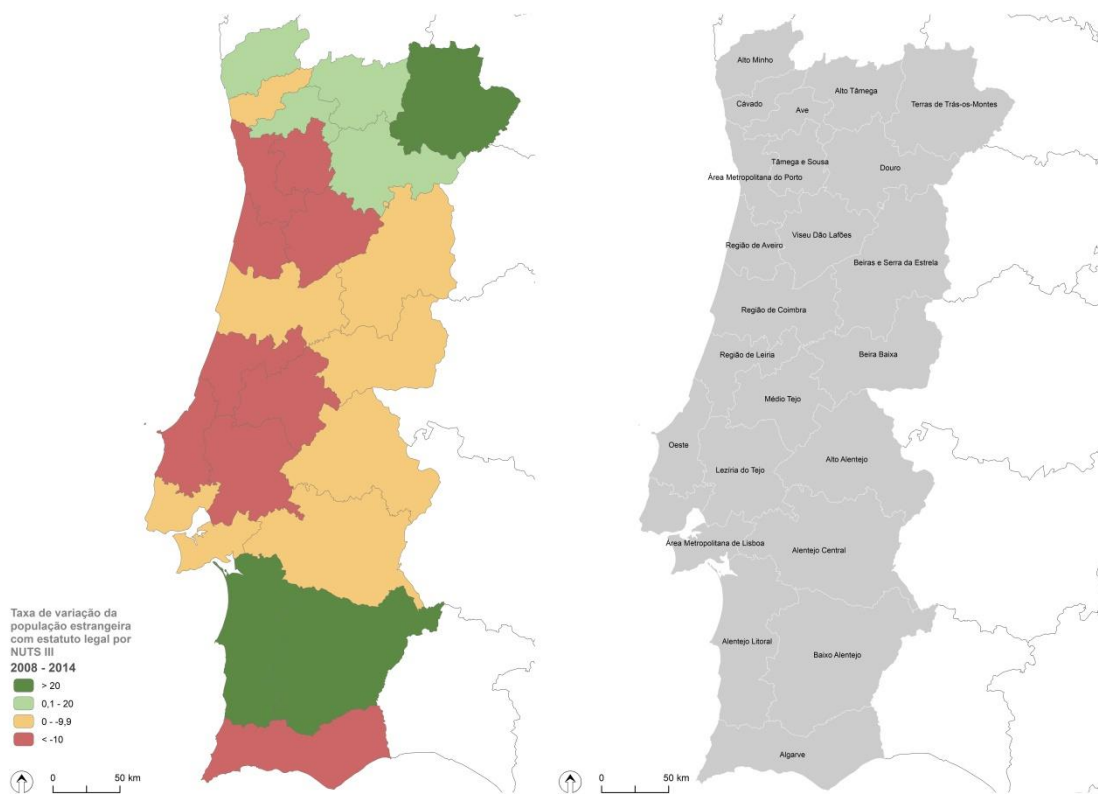 Taxa de variação da
população estrangeira
com estatuto legal por
NUTS III
2008 - 2014
> 20
0,1 - 20
0 - -9,9
< -10
0 50 km
Alto Minho
Alto Tâmega
Cávado
Ave
Terras de Trás-os-Montes
Tâmega e Sousa
Douro
Área Metropolitana do Porto
Viseu Dão Lafões
Região de Aveiro
Beiras e Serra da Estrela
Região de Coimbra
Região de Leiria
Beira Baixa
Médio Tejo
Oeste
Lezíria do Tejo
Alto Alentejo
Área Metropolitana de Lisboa
Alentejo Central
Alentejo Litoral
Baixo Alentejo
Algarve
0 50 km